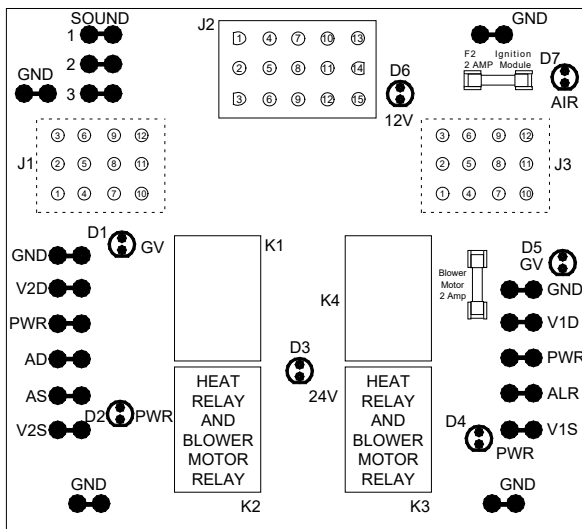 SOUND
1
2
3
GND
J2
1 4 7 10 13
2 5 8 11 14
3 6 9 12 15
D6
12V
GND
F2 Ignition
2 AMP Module
D7
AIR
J1
3 6 9 12
2 5 8 11
1 4 7 10
J3
3 6 9 12
2 5 8 11
1 4 7 10
D1
GV
K1
K4
Blower
Motor
2 Amp
D5
GV
GND
V2D
PWR
AD
AS
V2S
D2
PWR
D3
24V
HEAT
RELAY
AND
BLOWER
MOTOR
RELAY
K2
HEAT
RELAY
AND
BLOWER
MOTOR
RELAY
K3
D4
PWR
GND
V1D
PWR
ALR
V1S
GND
GND